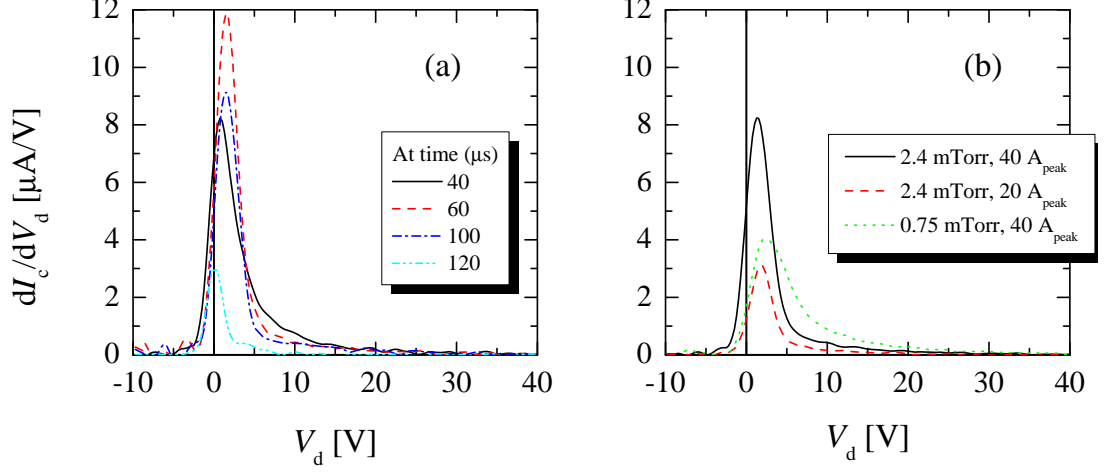 12
10
8
6
4
2
0
dI_c/dV_d [μA/V]
(a)
At time (μs)
40
60
100
120
-10 0 10 20 30 40
V_d [V]
12
10
8
6
4
2
0
(b)
2.4 mTorr, 40 A_peak
2.4 mTorr, 20 A_peak
0.75 mTorr, 40 A_peak
-10 0 10 20 30 40
V_d [V]